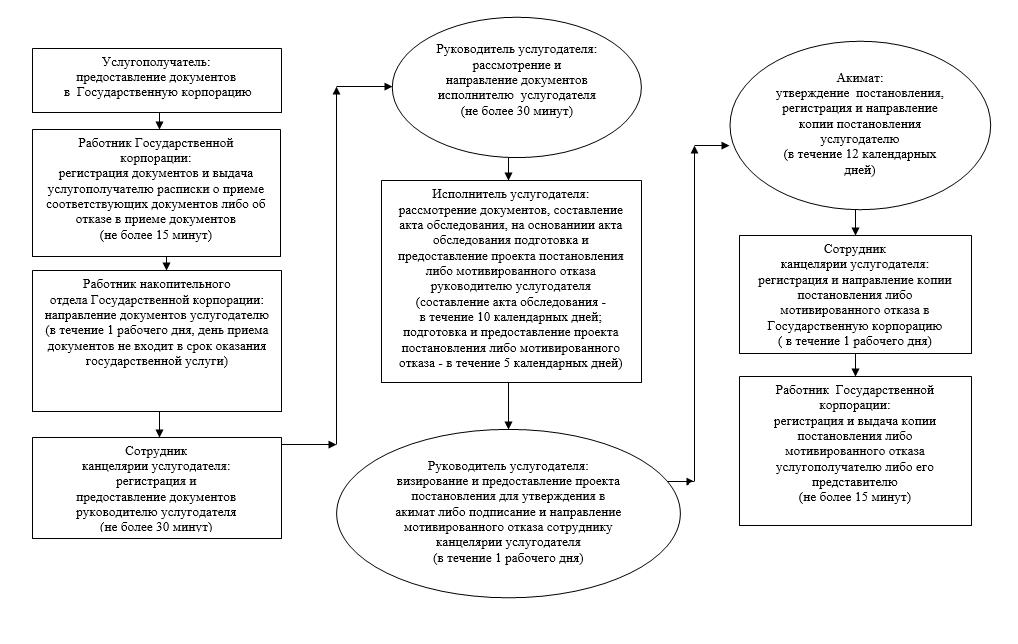 Услугополучатель:
предоставление документов
в Государственную корпорацию
Работник Государственной
корпорации:
регистрация документов и выдача
услугополучателю расписки о приеме
соответствующих документов либо об
отказе в приеме документов
(не более 15 минут)
Работник накопительного
отдела Государственной корпорации:
направление документов услугодателю
(в течение 1 рабочего дня, день приема
документов не входит в срок оказания
государственной услуги)
Сотрудник
канцелярии услугодателя:
регистрация и
предоставление документов
руководителю услугодателя
(не более 30 минут)
Руководитель услугодателя:
рассмотрение и
направление документов
исполнителю услугодателя
(не более 30 минут)
Исполнитель услугодателя:
рассмотрение документов, составление
акта обследования, на основаниии акта
обследования подготовка и
предоставление проекта постановления
либо мотивированного отказа
руководителю услугодателя
(составление акта обследования -
в течение 10 календарных дней;
подготовка и предоставление проекта
постановления либо мотивированного
отказа - в течение 5 календарных дней)
Руководитель услугодателя:
визирование и предоставление проекта
постановления для утверждения в
акимат либо подписание и направление
мотивированного отказа сотруднику
канцелярии услугодателя
(в течение 1 рабочего дня)
Акимат:
утверждение постановления,
регистрация и направление
копии постановления
услугодателю
(в течение 12 календарных
дней)
Сотрудник
канцелярии услугодателя:
регистрация и направление копии
постановления либо
мотивированного отказа в
Государственную корпорацию
( в течение 1 рабочего дня)
Работник Государственной
корпорации:
регистрация и выдача копии
постановления либо
мотивированного отказа
услугополучателю либо его
представителю
(не более 15 минут)